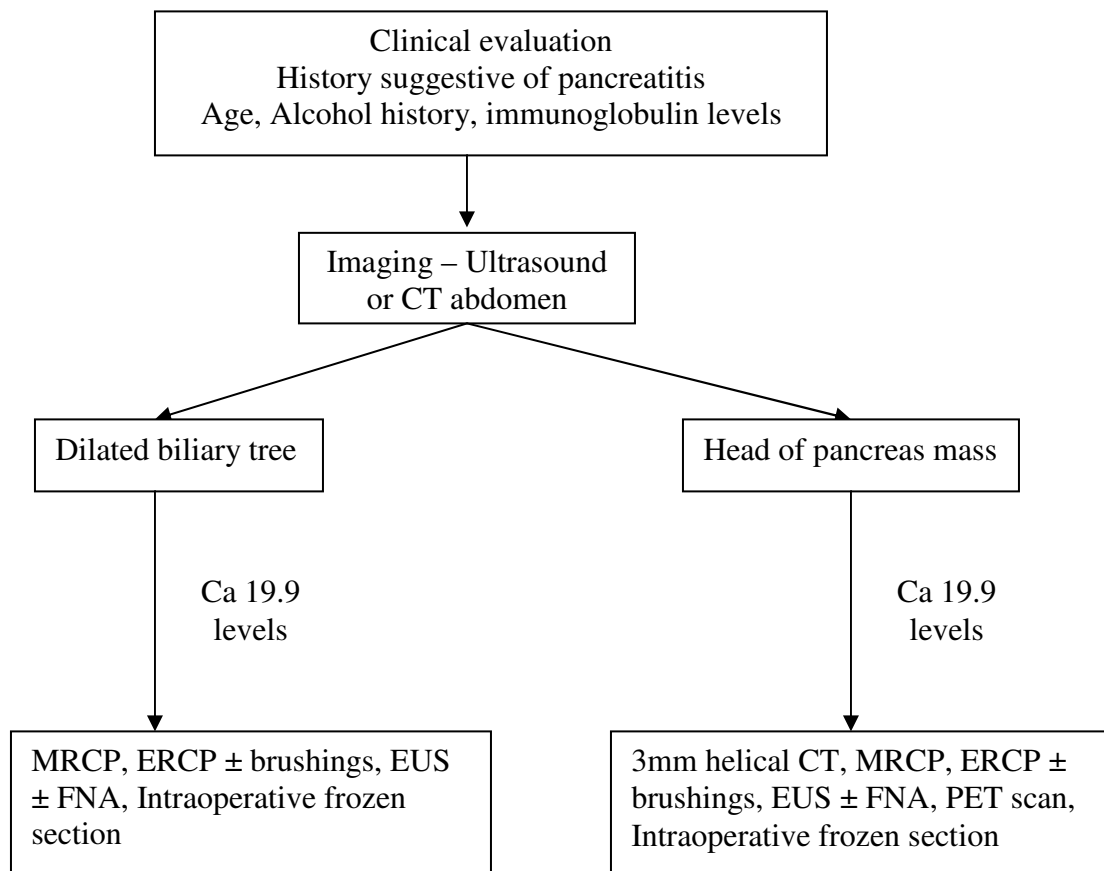 Clinical evaluation
History suggestive of pancreatitis
Age, Alcohol history, immunoglobulin levels
Imaging – Ultrasound
or CT abdomen
Dilated biliary tree
Head of pancreas mass
Ca 19.9
levels
Ca 19.9
levels
MRCP, ERCP ± brushings, EUS
± FNA, Intraoperative frozen
section
3mm helical CT, MRCP, ERCP ±
brushings, EUS ± FNA, PET scan,
Intraoperative frozen section